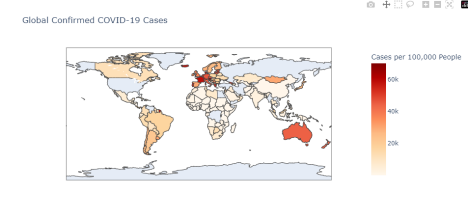 Global Confirmed COVID-19 Cases
Cases per 100,000 People
60k
40k
20k